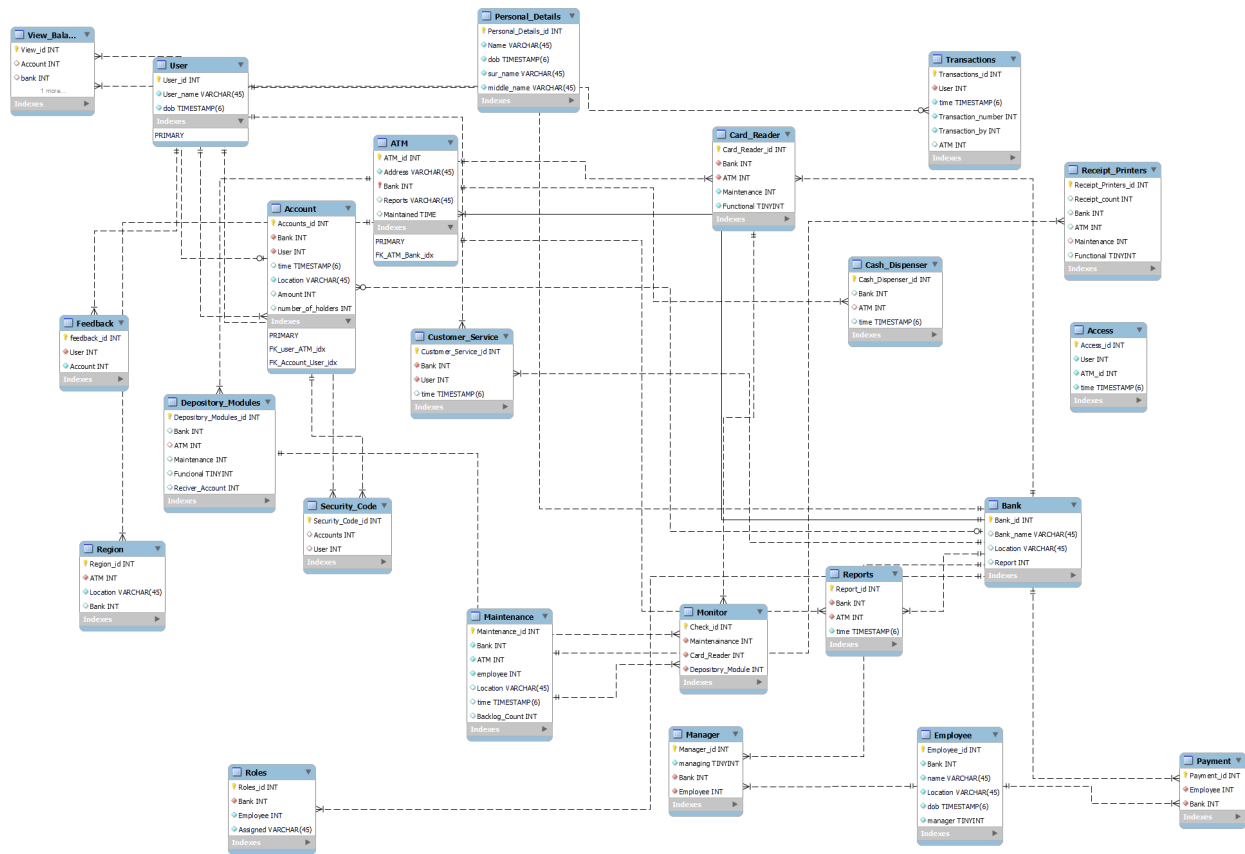 View_Bala...
View_id INT
Account INT
bank INT
1 more...
Indexes
User
User_id INT
User_name VARCHAR(45)
dob TIMESTAMP(6)
Indexes
PRIMARY
Personal_Details
Personal_Details_id INT
Name VARCHAR(45)
dob TIMESTAMP(6)
sur_name VARCHAR(45)
middle_name VARCHAR(45)
Indexes
Transactions
Transactions_id INT
User INT
time TIMESTAMP(6)
Transaction_number INT
Transaction_by INT
ATM INT
Indexes
ATM
ATM_id INT
Address VARCHAR(45)
Bank INT
Reports VARCHAR(45)
Maintained TIME
Indexes
PRIMARY
FK_ATM_Bank_idx
Card_Reader
Card_Reader_id INT
Bank INT
ATM INT
Maintenance INT
Functional TINYINT
Indexes
Receipt_Printers
Receipt_Printers_id INT
Receipt_count INT
Bank INT
ATM INT
Maintenance INT
Functional TINYINT
Indexes
Account
Accounts_id INT
Bank INT
User INT
time TIMESTAMP(6)
Location VARCHAR(45)
Amount INT
number_of_holders INT
Indexes
PRIMARY
FK_user_ATM_idx
FK_Account_User_idx
Cash_Dispenser
Cash_Dispenser_id INT
Bank INT
ATM INT
time TIMESTAMP(6)
Indexes
Feedback
feedback_id INT
User INT
Account INT
Indexes
Customer_Service
Customer_Service_id INT
Bank INT
User INT
time TIMESTAMP(6)
Indexes
Access
Access_id INT
User INT
ATM_id INT
time TIMESTAMP(6)
Indexes
Depository_Modules
Depository_Modules_id INT
Bank INT
ATM INT
Maintenance INT
Funcional TINYINT
Reciver_Account INT
Indexes
Security_Code
Security_Code_id INT
Accounts INT
User INT
Indexes
Bank
Bank_id INT
Bank_name VARCHAR(45)
Location VARCHAR(45)
Report INT
Indexes
Region
Region_id INT
ATM INT
Location VARCHAR(45)
Bank INT
Indexes
Reports
Report_id INT
Bank INT
ATM INT
time TIMESTAMP(6)
Indexes
Maintenance
Maintenance_id INT
Bank INT
ATM INT
employee INT
Location VARCHAR(45)
time TIMESTAMP(6)
Backlog_Count INT
Indexes
Monitor
Check_id INT
Maintenainance INT
Card_Reader INT
Depository_Module INT
Indexes
Manager
Manager_id INT
managing TINYINT
Bank INT
Employee INT
Indexes
Employee
Employee_id INT
Bank INT
name VARCHAR(45)
Location VARCHAR(45)
dob TIMESTAMP(6)
manager TINYINT
Indexes
Payment
Payment_id INT
Employee INT
Bank INT
Indexes
Roles
Roles_id INT
Bank INT
Employee INT
Assigned VARCHAR(45)
Indexes